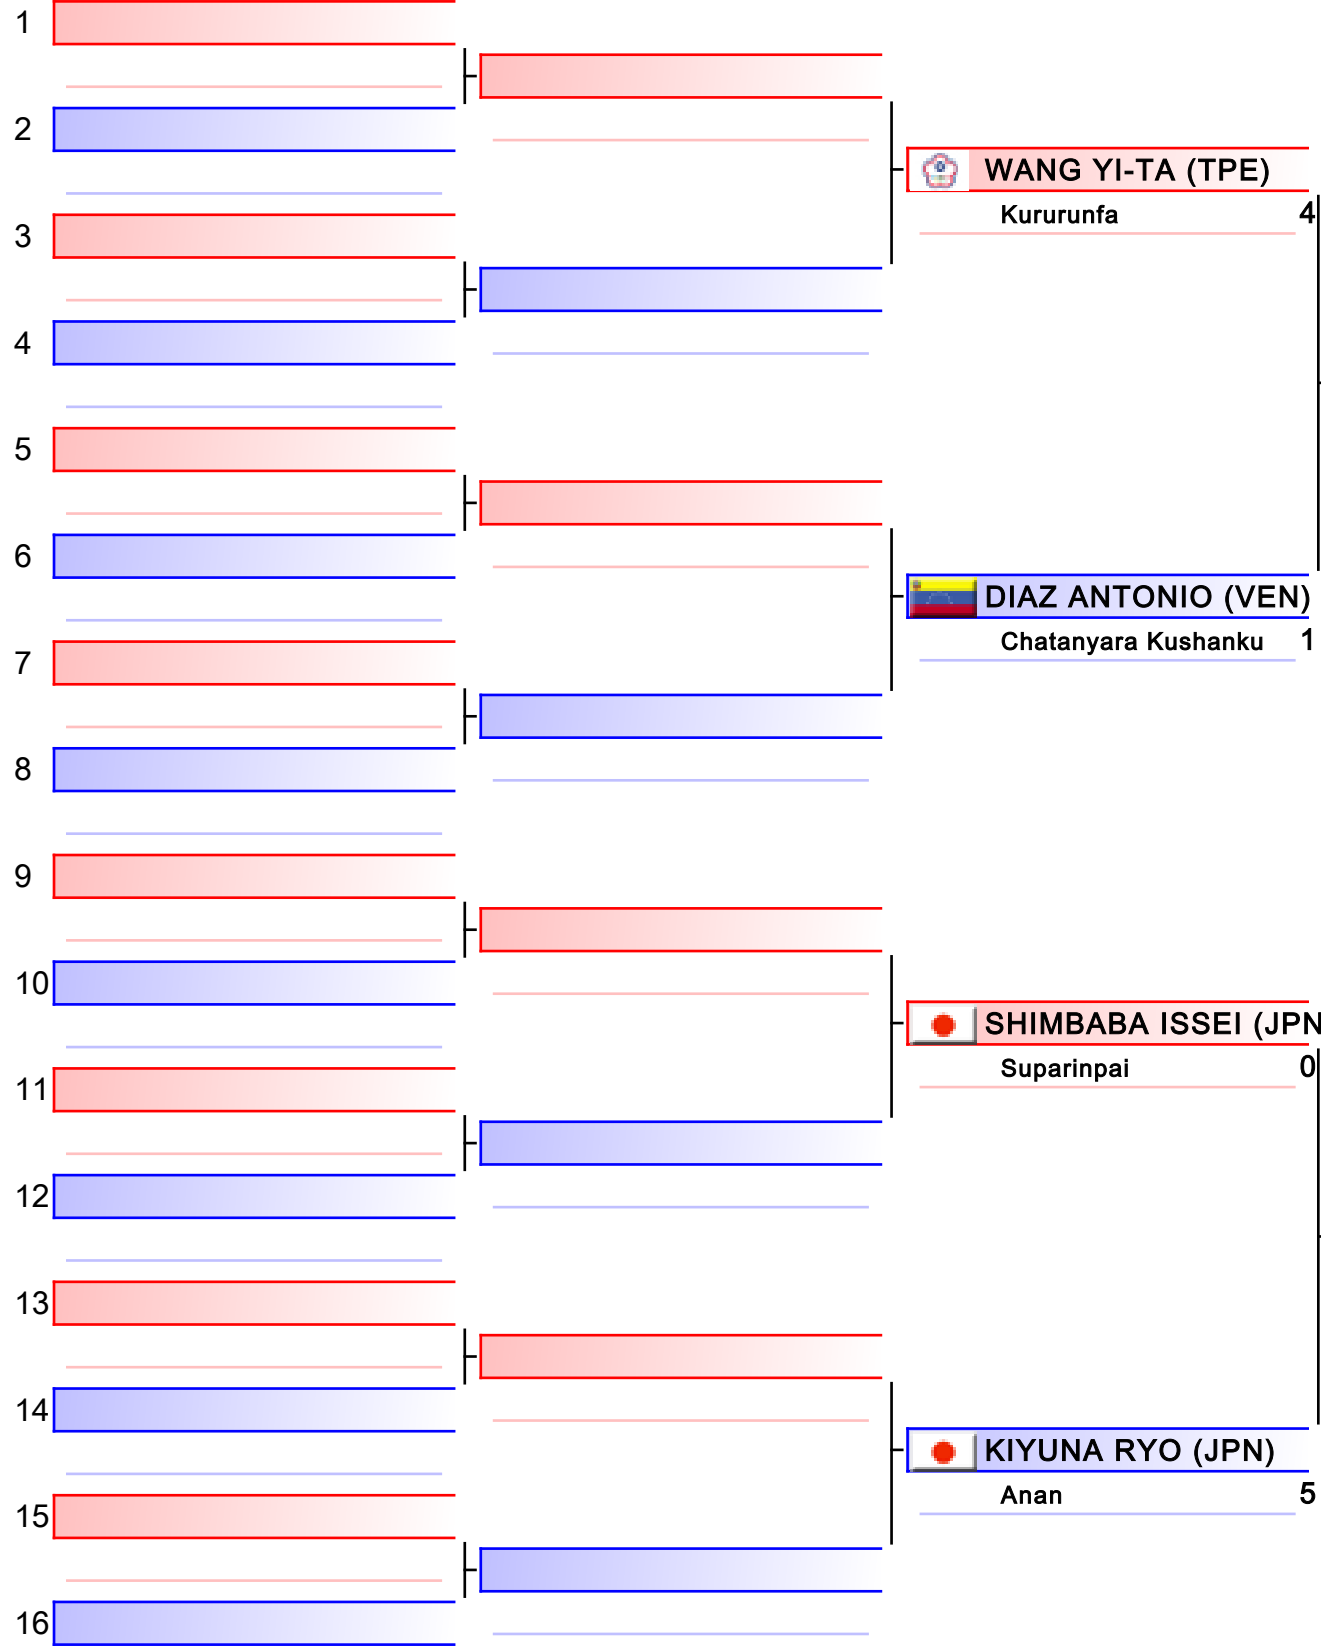 1
2
WANG YI-TA (TPE)
Kururunfa 4
3
4
5
6
DIAZ ANTONIO (VEN)
Chatanyara Kushanku 1
7
8
9
10
SHIMBABA ISSEI (JPN
Suparinpai 0
11
12
13
14
KIYUNA RYO (JPN)
Anan 5
15
16